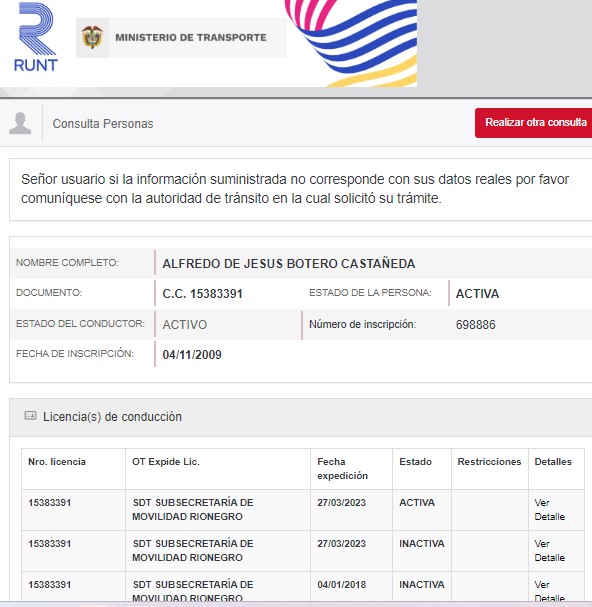 RUNT
MINISTERIO DE TRANSPORTE
Consulta Personas
Realizar otra consulta
Señor usuario si la información suministrada no corresponde con sus datos reales por favor
comuníquese con la autoridad de tránsito en la cual solicitó su trámite.
NOMBRE COMPLETO: ALFREDO DE JESUS BOTERO CASTAÑEDA
DOCUMENTO: C.C. 15383391 ESTADO DE LA PERSONA: ACTIVA
ESTADO DEL CONDUCTOR: ACTIVO Número de inscripción: 698886
FECHA DE INSCRIPCIÓN: 04/11/2009
Licencia(s) de conducción
Nro. licencia OT Expide Lic. Fecha Estado Restricciones Detalles
expedición
15383391 SDT SUBSECRETARÍA DE 27/03/2023 ACTIVA Ver
MOVILIDAD RIONEGRO Detalle
15383391 SDT SUBSECRETARÍA DE 27/03/2023 INACTIVA Ver
MOVILIDAD RIONEGRO Detalle
15383391 SDT SUBSECRETARÍA DE 04/01/2018 INACTIVA Ver
MOVILIDAD RIONEGRO Detalle